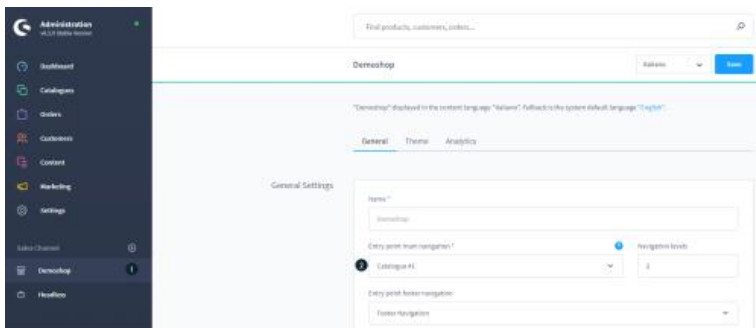 Administration
Find products, customers, orders...
Dashboard
Catalogues
Orders
Customers
Content
Marketing
Settings
Sales Channel
Demoshop
1
Headless
Demoshop
Italiano
Save
"Demoshop" displayed in the content language "Italiano". Fallback is the system default language "English".
General Theme Analytics
General Settings
Name *
Demoshop
Entry point main navigation *
Navigation levels
2
Catalogue #1
Entry point footer navigation
Footer Navigation